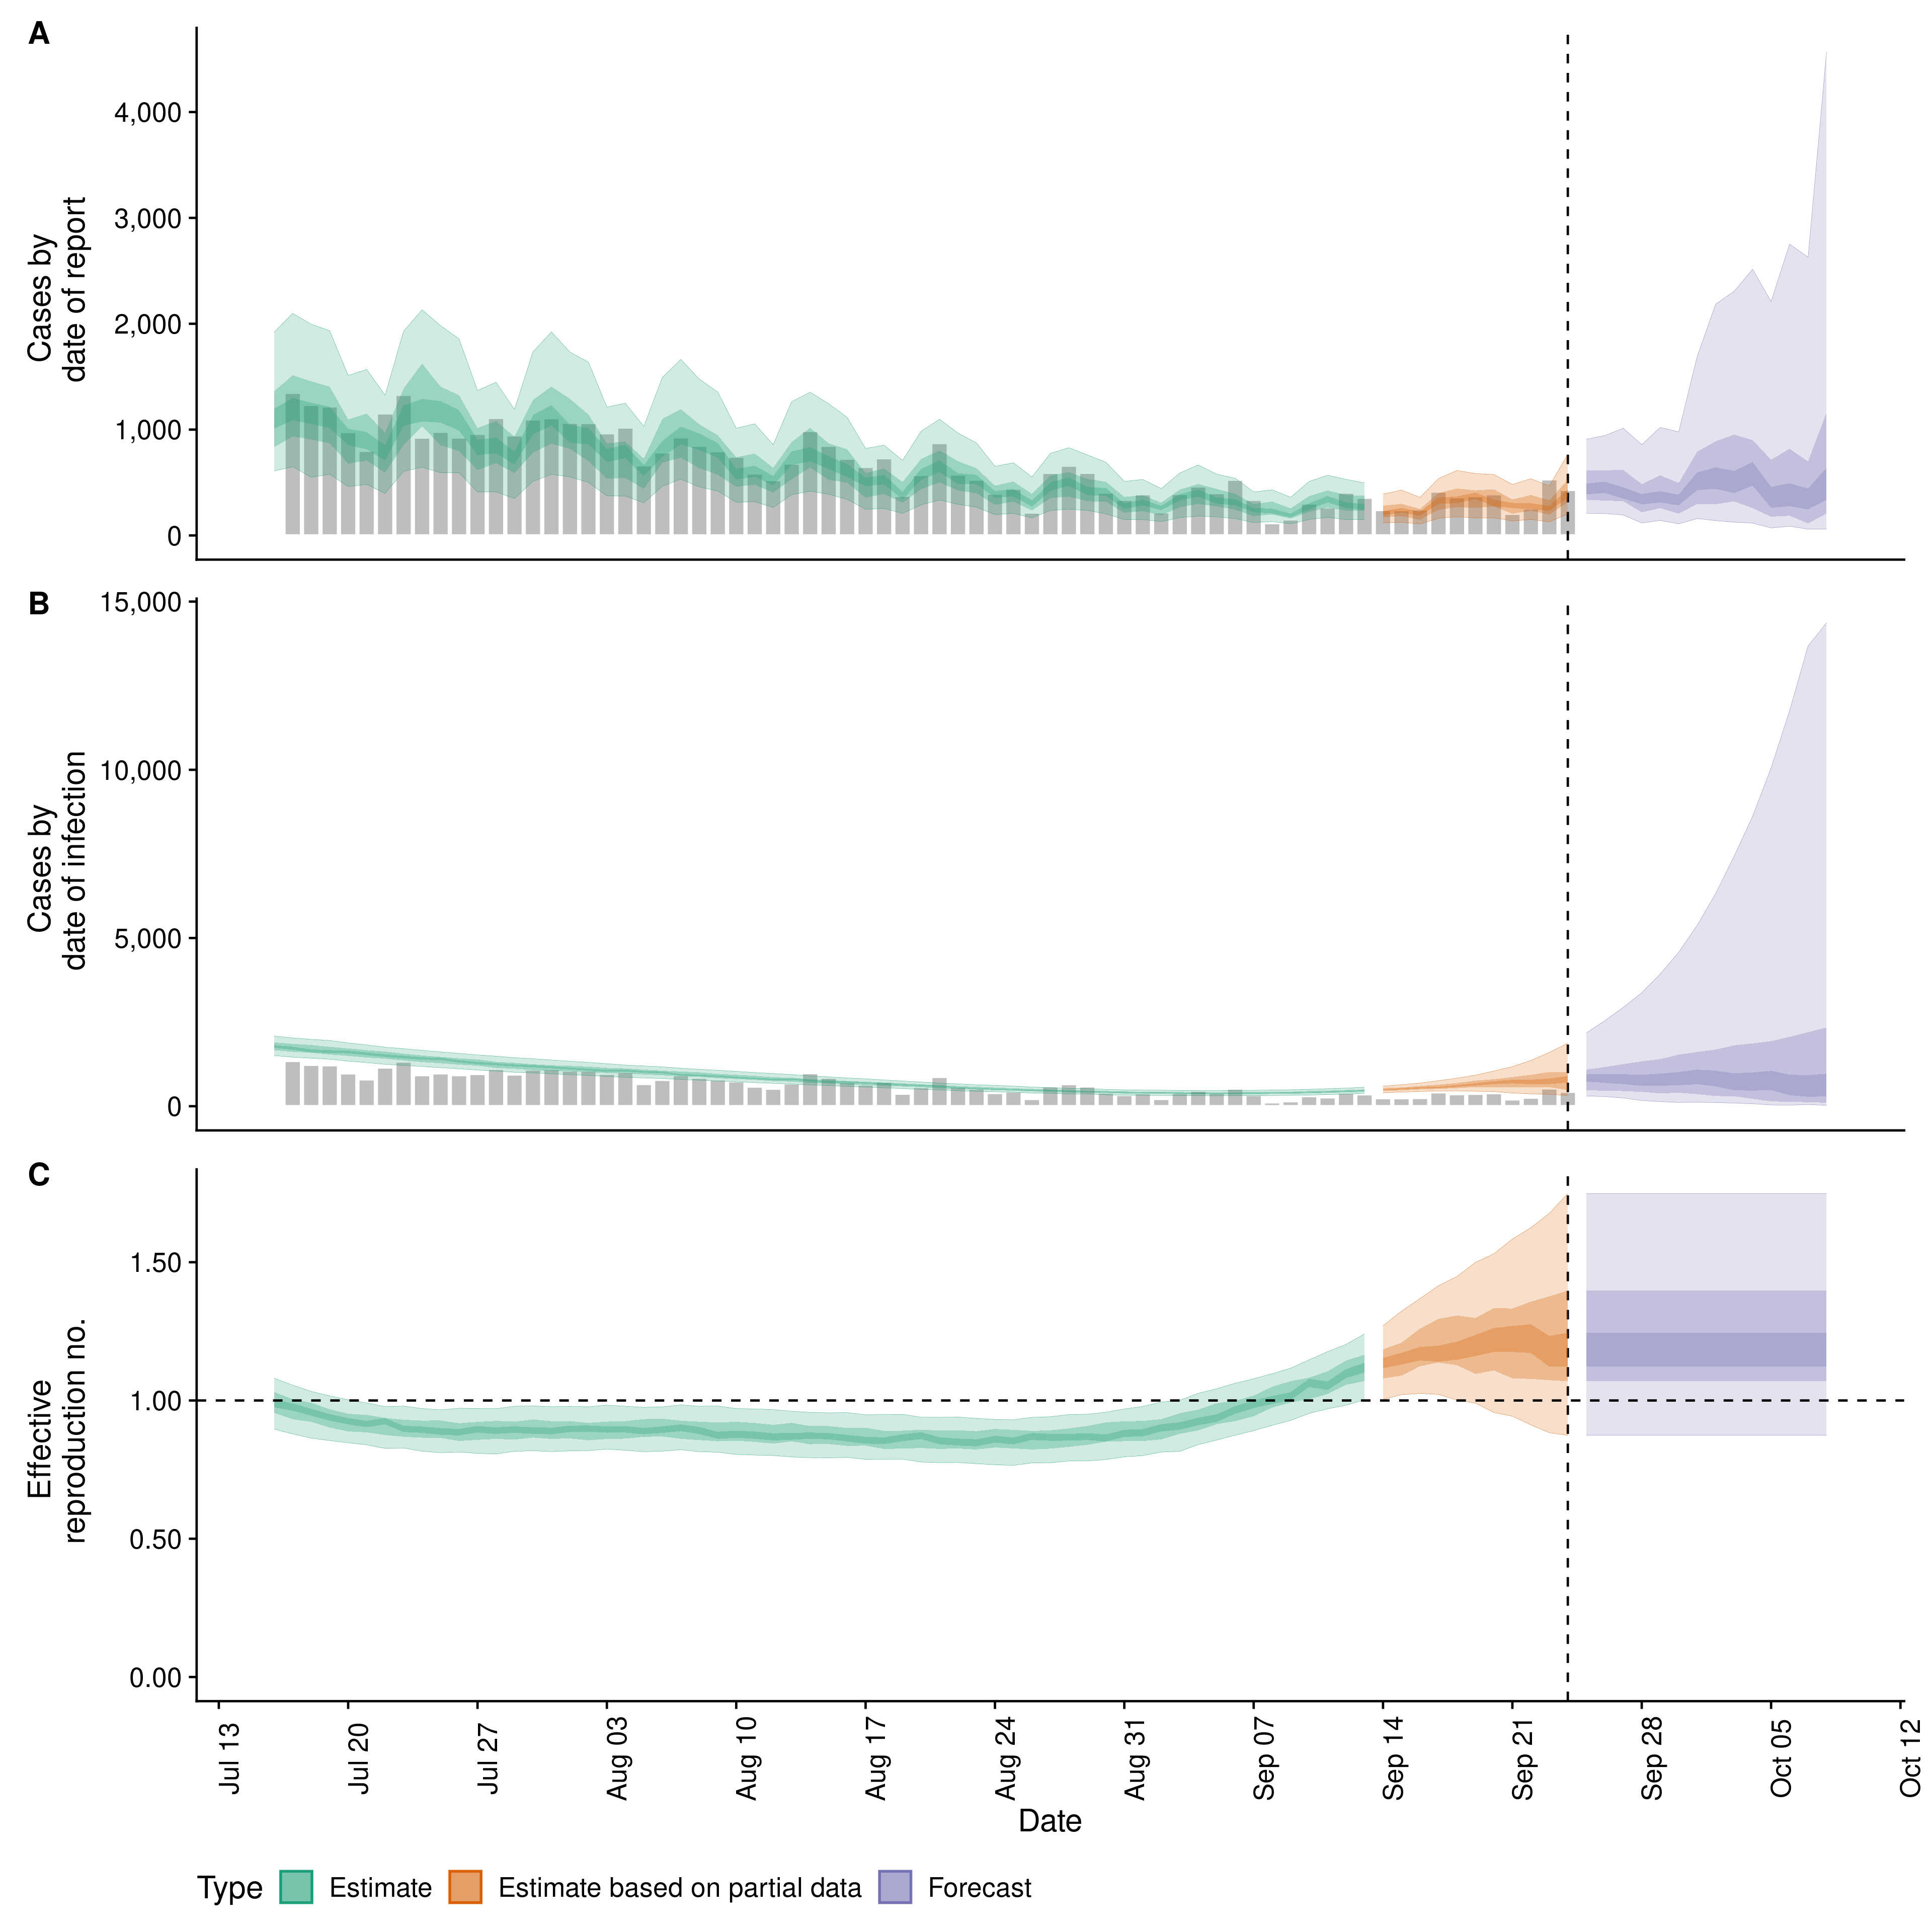 A
Cases by
date of report
4,000
3,000
2,000
1,000
0
B
Cases by
date of infection
15,000
10,000
5,000
0
C
Effective
reproduction no.
1.50
1.00
0.50
0.00
Jul 13
Jul 20
Jul 27
Aug 03
Aug 10
Aug 17
Aug 24
Aug 31
Sep 07
Sep 14
Sep 21
Sep 28
Oct 05
Oct 12
Date
Type Estimate Estimate based on partial data Forecast